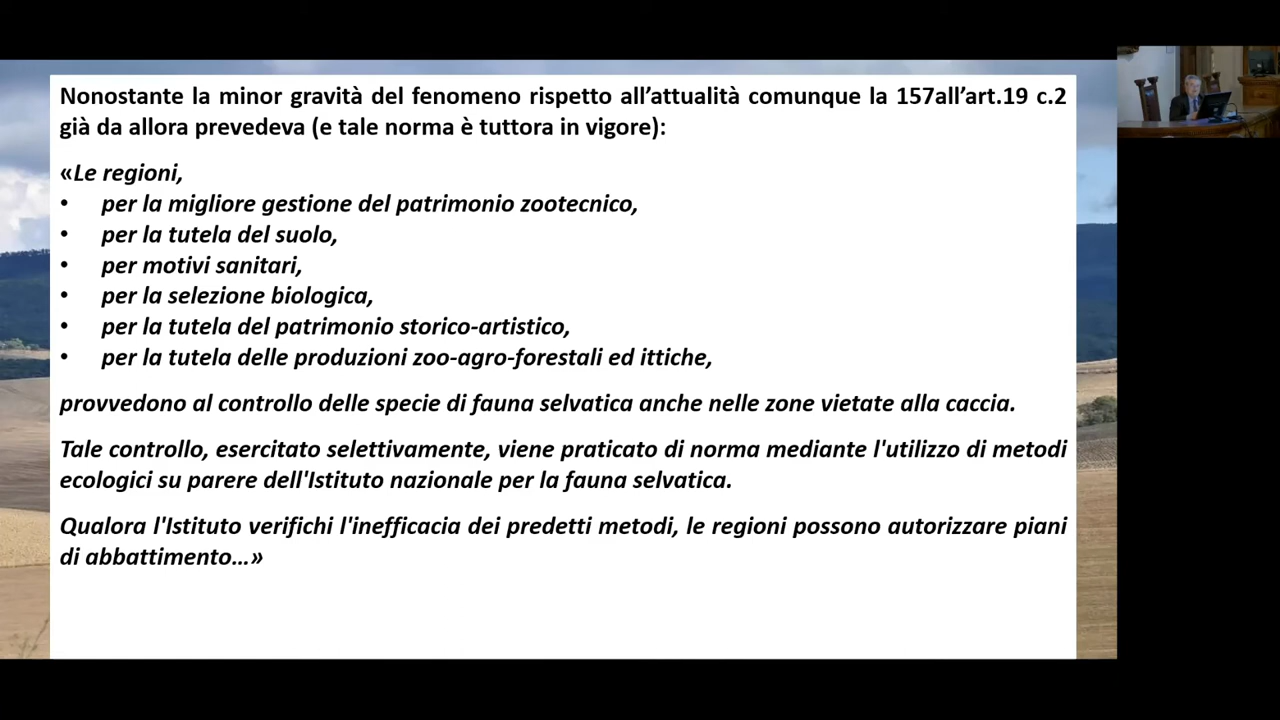 Nonostante la minor gravità del fenomeno rispetto all’attualità comunque la 157all’art.19 c.2
già da allora prevedeva (e tale norma è tuttora in vigore):
«Le regioni,
• per la migliore gestione del patrimonio zootecnico,
• per la tutela del suolo,
• per motivi sanitari,
• per la selezione biologica,
• per la tutela del patrimonio storico-artistico,
• per la tutela delle produzioni zoo-agro-forestali ed ittiche,
provvedono al controllo delle specie di fauna selvatica anche nelle zone vietate alla caccia.
Tale controllo, esercitato selettivamente, viene praticato di norma mediante l'utilizzo di metodi
ecologici su parere dell'Istituto nazionale per la fauna selvatica.
Qualora l'Istituto verifichi l'inefficacia dei predetti metodi, le regioni possono autorizzare piani
di abbattimento…»